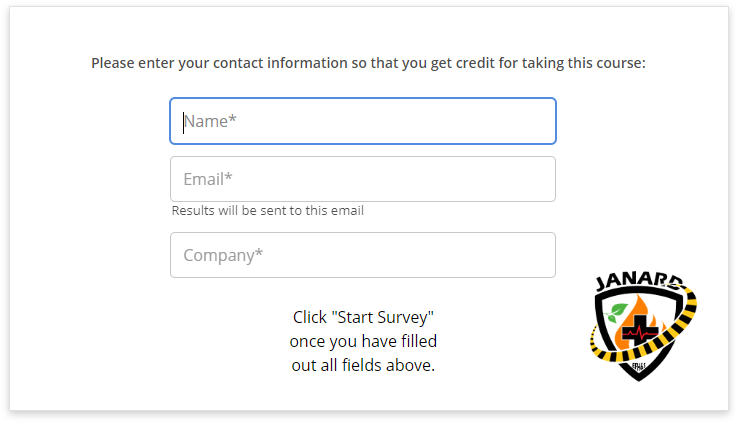 Please enter your contact information so that you get credit for taking this course:
Name*
Email*
Results will be sent to this email
Company*
JANARD
Click "Start Survey"
once you have filled
out all fields above.